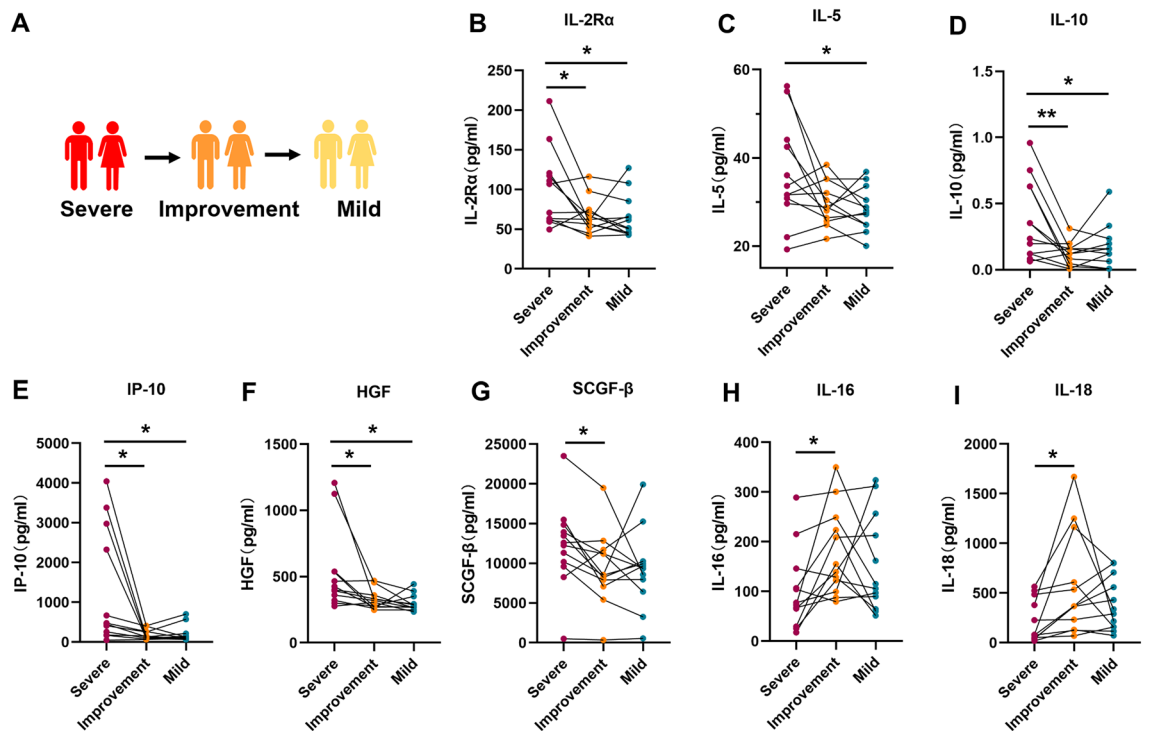 A
Severe
Improvement
Mild
B
IL-2Rα
*
*
IL-2Rα(pg/ml)
250
200
150
100
50
0
Severe
Improvement
Mild
C
IL-5
*
IL-5(pg/ml)
60
40
20
Severe
Improvement
Mild
D
IL-10
*
**
IL-10(pg/ml)
1.5
1.0
0.5
0.0
Severe
Improvement
Mild
E
IP-10
*
*
IP-10(pg/ml)
5000
4000
3000
2000
1000
0
Severe
Improvement
Mild
F
HGF
*
*
HGF(pg/ml)
1500
1000
500
0
Severe
Improvement
Mild
G
SCGF-β
*
SCGF-β(pg/ml)
25000
20000
15000
10000
5000
0
Severe
Improvement
Mild
H
IL-16
*
IL-16(pg/ml)
400
300
200
100
0
Severe
Improvement
Mild
I
IL-18
*
IL-18(pg/ml)
2000
1500
1000
500
0
Severe
Improvement
Mild